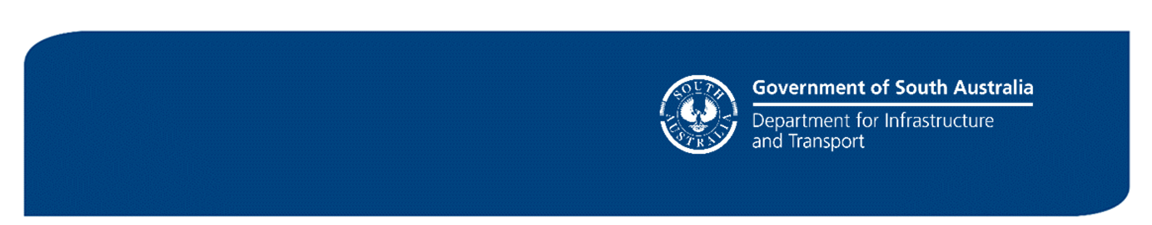 SOUTH
AUSTRALIA
Government of South Australia
Department for Infrastructure
and Transport